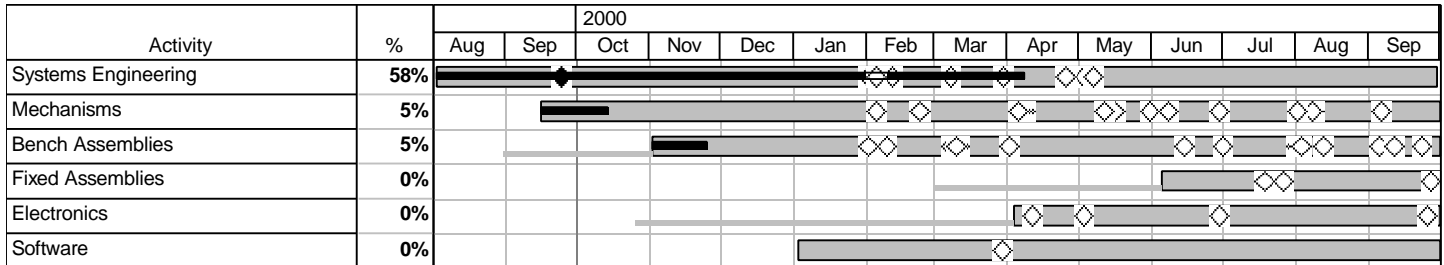 2000
Activity % Aug Sep Oct Nov Dec Jan Feb Mar Apr May Jun Jul Aug Sep
Systems Engineering 58%
Mechanisms 5%
Bench Assemblies 5%
Fixed Assemblies 0%
Electronics 0%
Software 0%